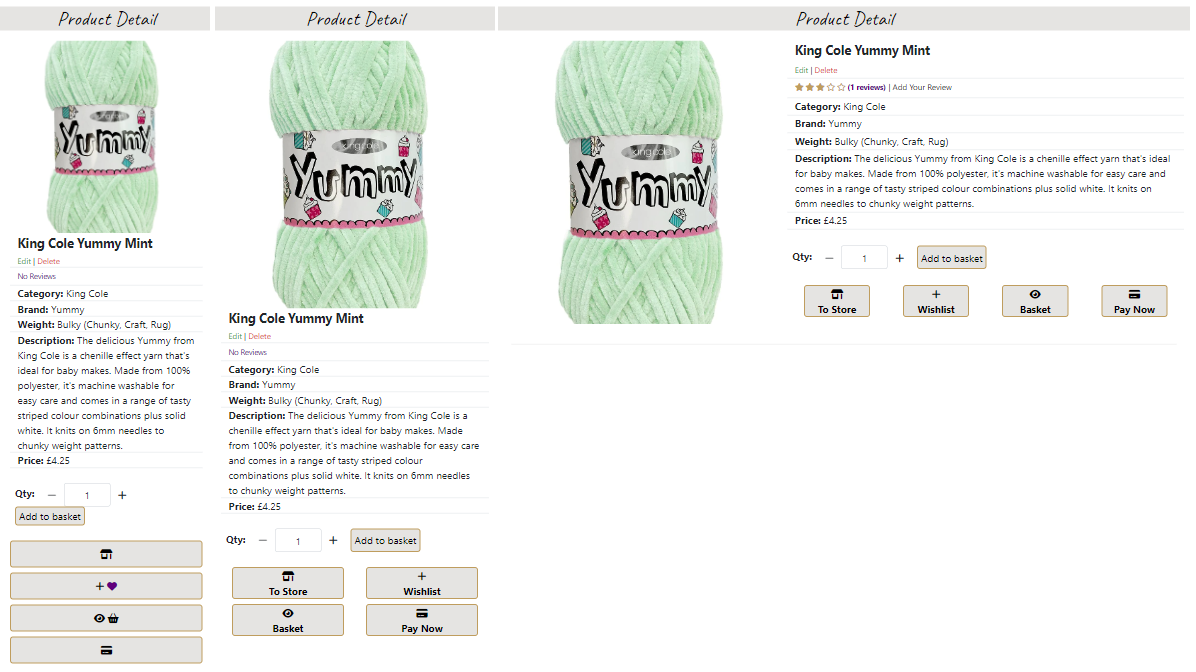 Product Detail
King Cole
Yummy
King Cole Yummy Mint
Edit | Delete
No Reviews
Category: King Cole
Brand: Yummy
Weight: Bulky (Chunky, Craft, Rug)
Description: The delicious Yummy from
King Cole is a chenille effect yarn that's
ideal for baby makes. Made from 100%
polyester, it's machine washable for
easy care and comes in a range of tasty
striped colour combinations plus solid
white. It knits on 6mm needles to
chunky weight patterns.
Price: £4.25
Qty: − 1 +
Add to basket
+
Product Detail
King Cole
Yummy
King Cole Yummy Mint
Edit | Delete
No Reviews
Category: King Cole
Brand: Yummy
Weight: Bulky (Chunky, Craft, Rug)
Description: The delicious Yummy from King Cole is a
chenille effect yarn that's ideal for baby makes. Made
from 100% polyester, it's machine washable for easy care
and comes in a range of tasty striped colour
combinations plus solid white. It knits on 6mm needles
to chunky weight patterns.
Price: £4.25
Qty: − 1 + Add to basket
To Store + Wishlist
Basket Pay Now
Product Detail
King Cole
Yummy
King Cole Yummy Mint
Edit | Delete
(1 reviews) | Add Your Review
Category: King Cole
Brand: Yummy
Weight: Bulky (Chunky, Craft, Rug)
Description: The delicious Yummy from King Cole is a chenille effect yarn that's ideal
for baby makes. Made from 100% polyester, it's machine washable for easy care and
comes in a range of tasty striped colour combinations plus solid white. It knits on
6mm needles to chunky weight patterns.
Price: £4.25
Qty: − 1 + Add to basket
To Store + Wishlist Basket Pay Now